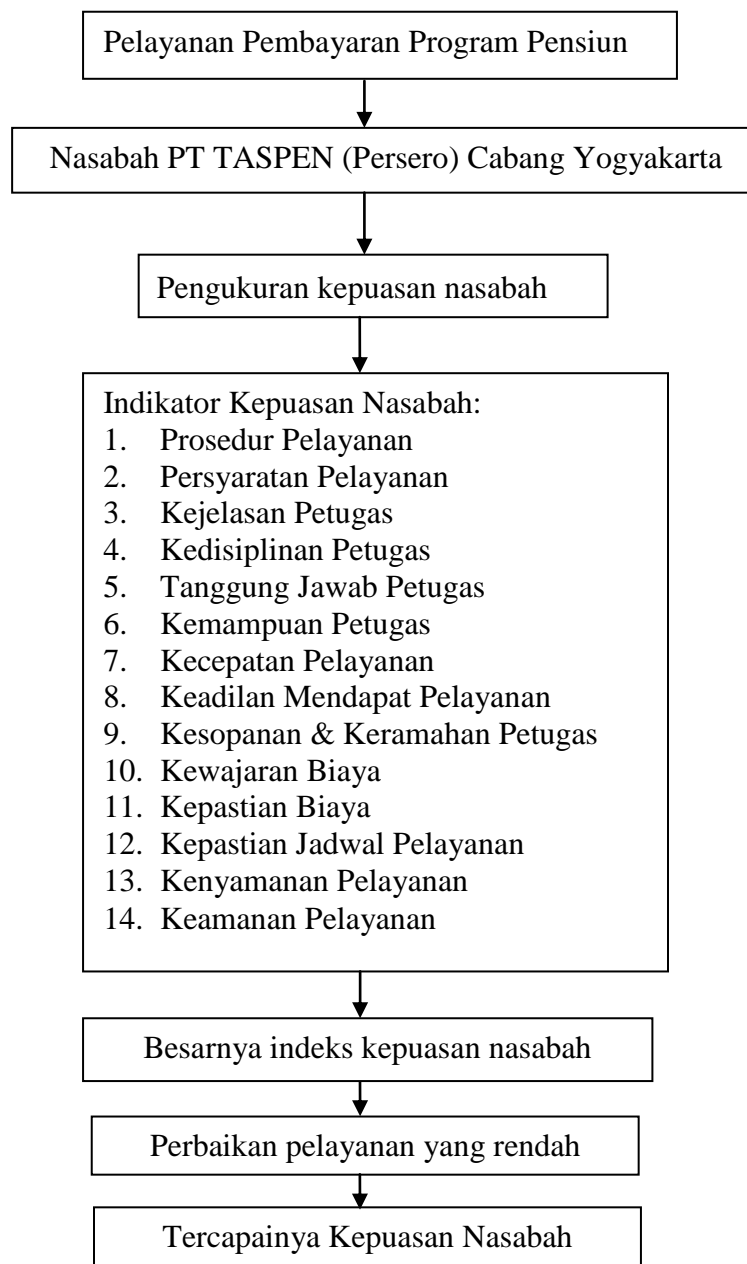 Pelayanan Pembayaran Program Pensiun
Nasabah PT TASPEN (Persero) Cabang Yogyakarta
Pengukuran kepuasan nasabah
Indikator Kepuasan Nasabah:
1. Prosedur Pelayanan
2. Persyaratan Pelayanan
3. Kejelasan Petugas
4. Kedisiplinan Petugas
5. Tanggung Jawab Petugas
6. Kemampuan Petugas
7. Kecepatan Pelayanan
8. Keadilan Mendapat Pelayanan
9. Kesopanan & Keramahan Petugas
10. Kewajaran Biaya
11. Kepastian Biaya
12. Kepastian Jadwal Pelayanan
13. Kenyamanan Pelayanan
14. Keamanan Pelayanan
Besarnya indeks kepuasan nasabah
Perbaikan pelayanan yang rendah
Tercapainya Kepuasan Nasabah